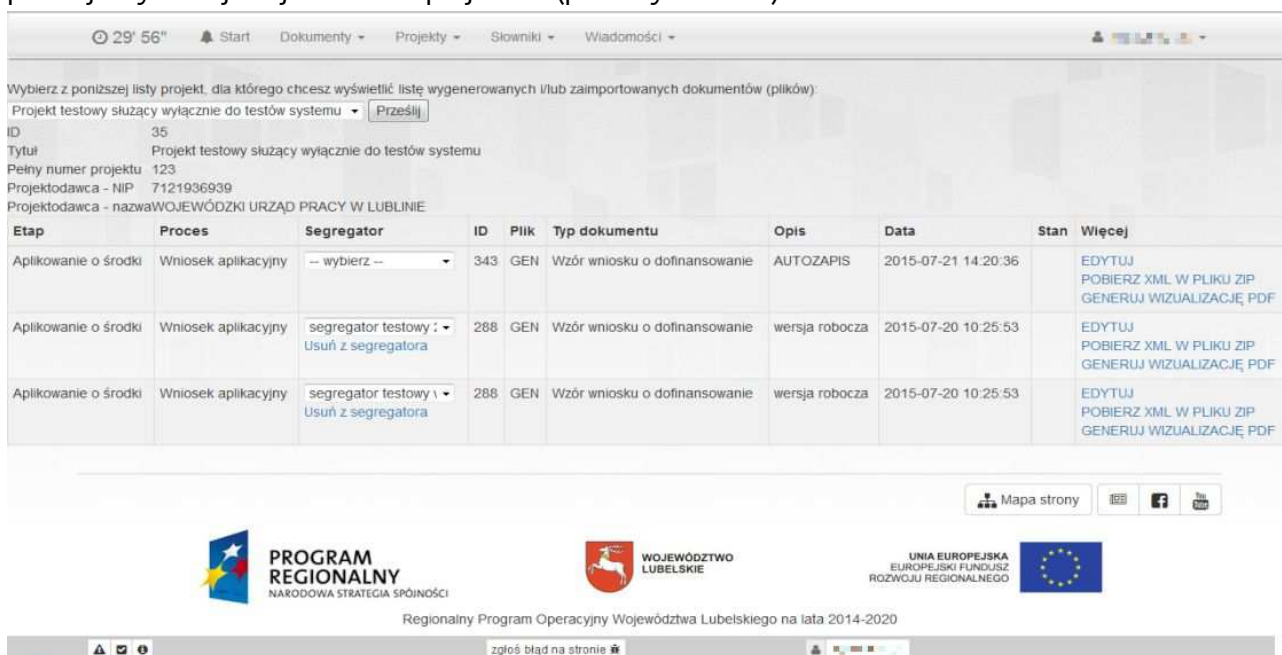 29' 56" Start Dokumenty Projekty Słowniki Wiadomości
Wybierz z poniższej listy projekt, dla którego chcesz wyświetlić listę wygenerowanych i/lub zaimportowanych dokumentów (plików):
Projekt testowy służący wyłącznie do testów systemu Prześlij
ID 35
Tytuł Projekt testowy służący wyłącznie do testów systemu
Pełny numer projektu 123
Projektodawca - NIP 7121936939
Projektodawca - nazwaWOJEWÓDZKI URZĄD PRACY W LUBLINIE
Etap Proces Segregator ID Plik Typ dokumentu Opis Data Stan Więcej
Aplikowanie o środki Wniosek aplikacyjny -- wybierz -- 343 GEN Wzór wniosku o dofinansowanie AUTOZAPIS 2015-07-21 14:20:36 EDYTUJ
POBIERZ XML W PLIKU ZIP
GENERUJ WIZUALIZACJĘ PDF
Aplikowanie o środki Wniosek aplikacyjny segregator testowy 288 GEN Wzór wniosku o dofinansowanie wersja robocza 2015-07-20 10:25:53 EDYTUJ
Usuń z segregatora POBIERZ XML W PLIKU ZIP
GENERUJ WIZUALIZACJĘ PDF
Aplikowanie o środki Wniosek aplikacyjny segregator testowy 288 GEN Wzór wniosku o dofinansowanie wersja robocza 2015-07-20 10:25:53 EDYTUJ
Usuń z segregatora POBIERZ XML W PLIKU ZIP
GENERUJ WIZUALIZACJĘ PDF
Mapa strony You Tube
PROGRAM
REGIONALNY
NARODOWA STRATEGIA SPÓJNOŚCI
WOJEWÓDZTWO
LUBELSKIE
UNIA EUROPEJSKA
EUROPEJSKI FUNDUSZ
ROZWOJU REGIONALNEGO
Regionalny Program Operacyjny Województwa Lubelskiego na lata 2014-2020
zgłoś błąd na stronie